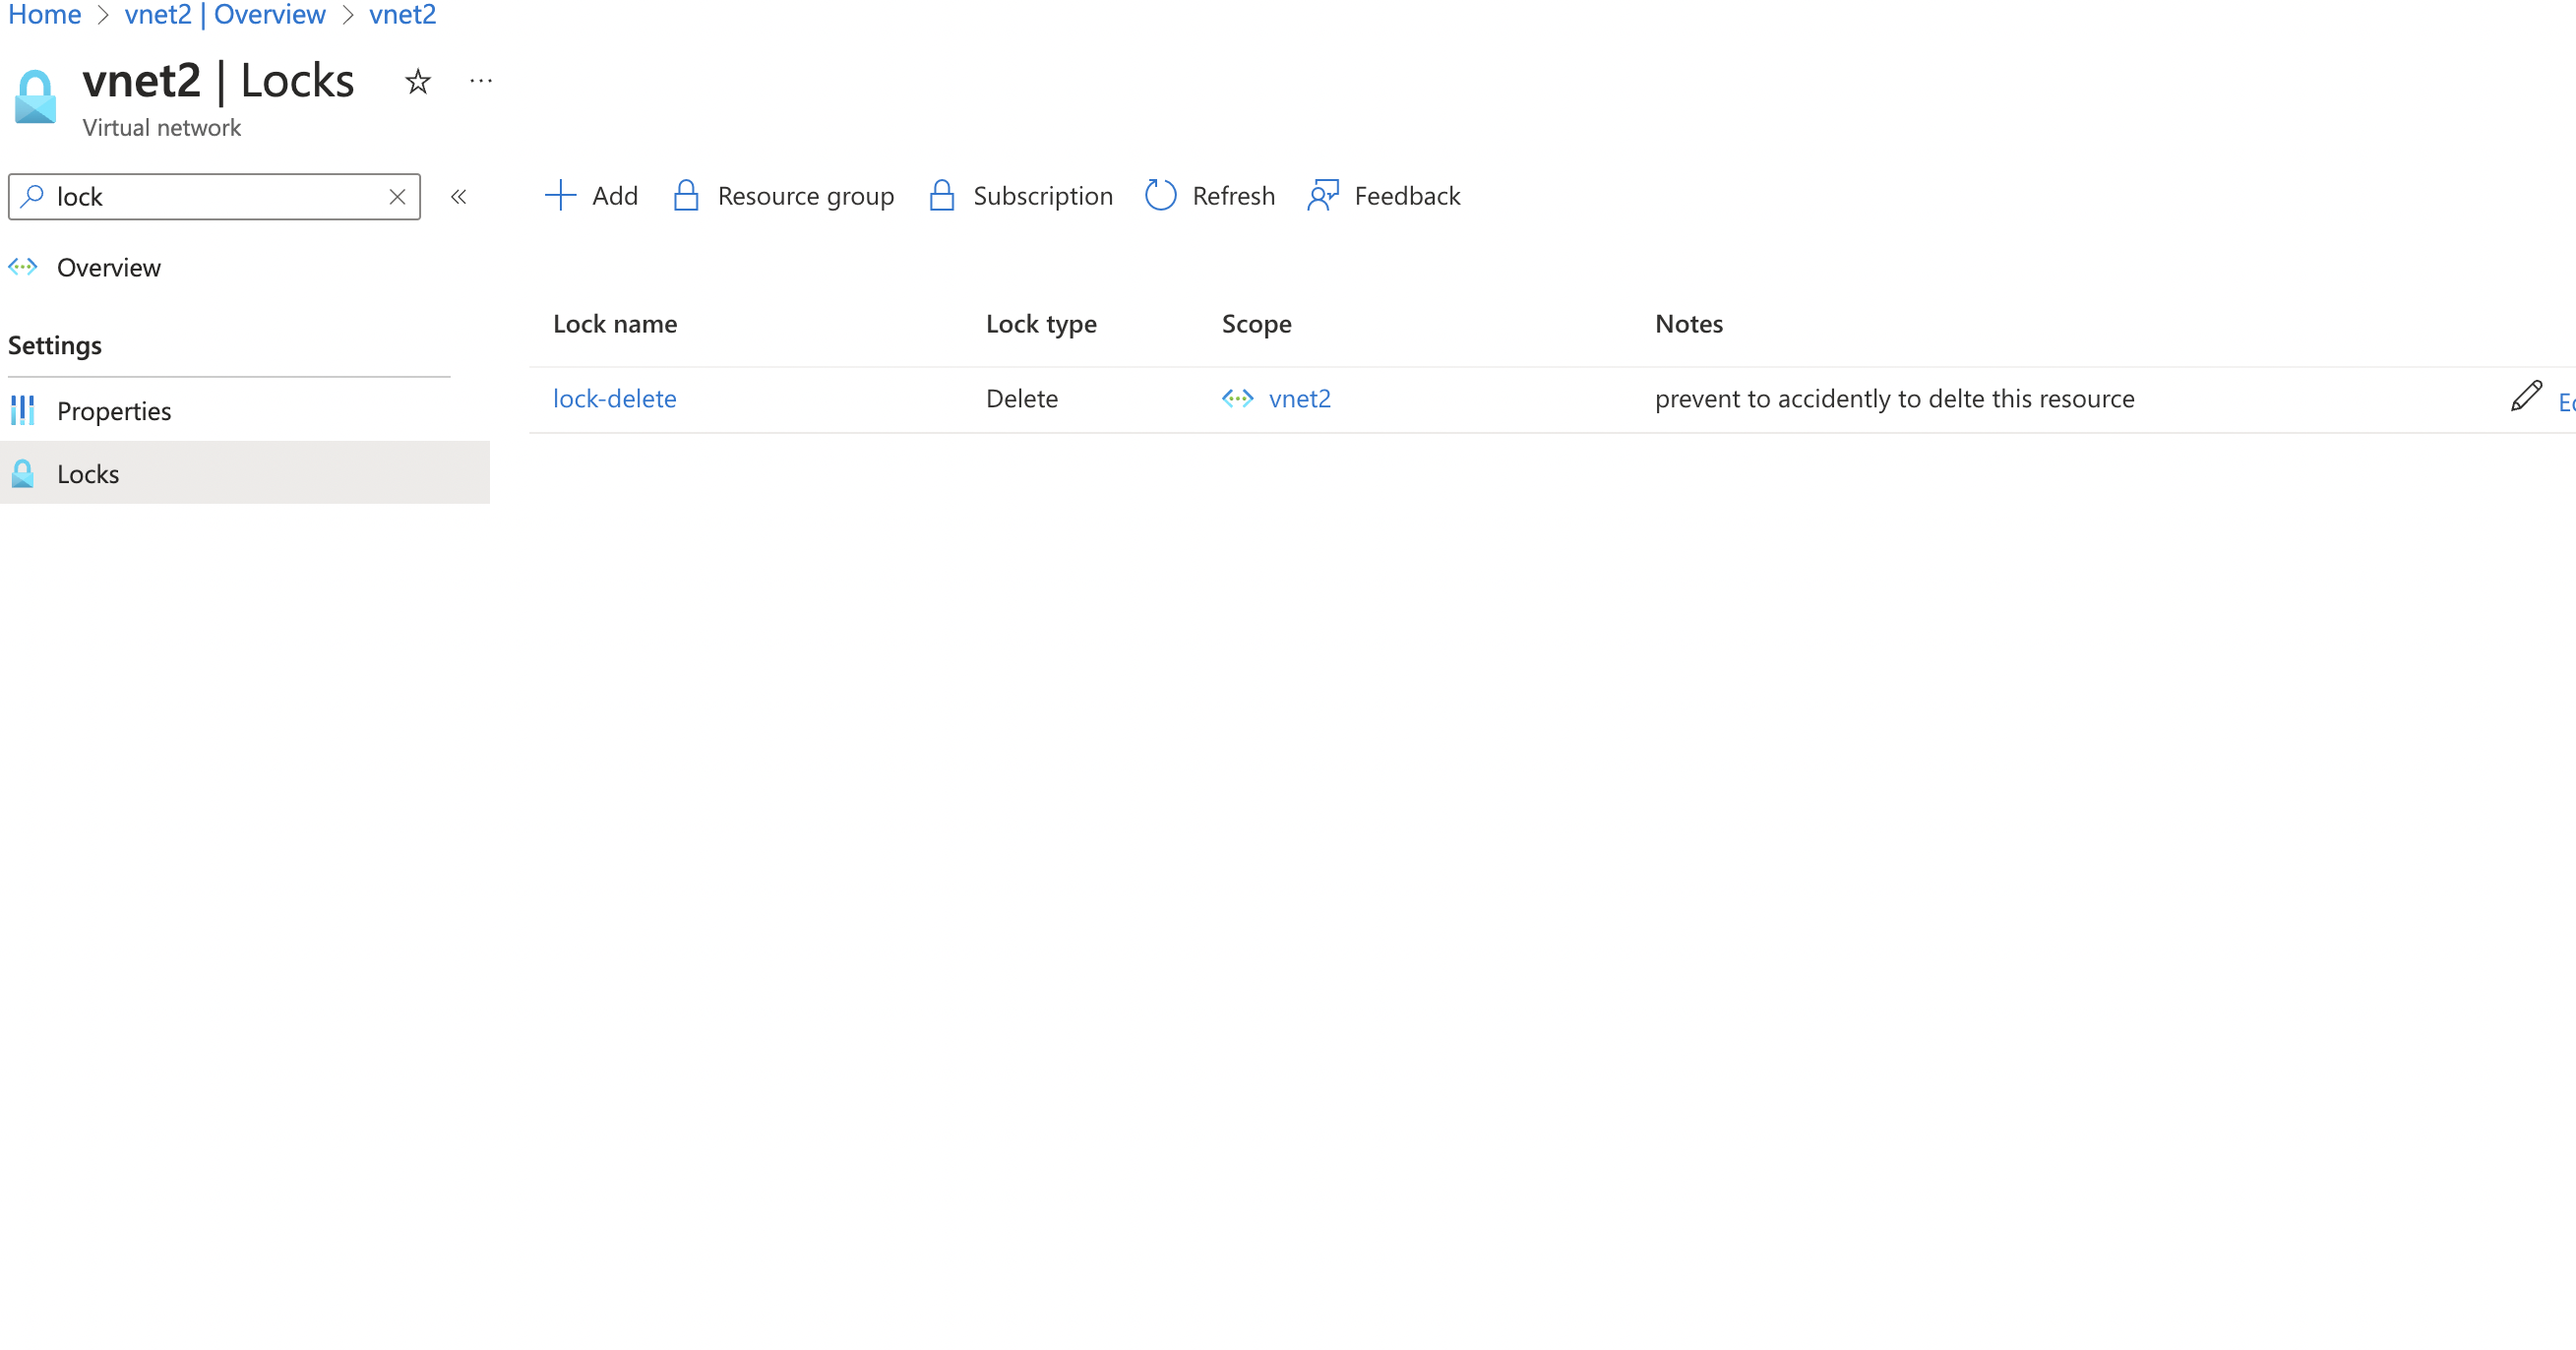 Home > vnet2 | Overview > vnet2
vnet2 | Locks
Virtual network
lock
Add
Resource group
Subscription
Refresh
Feedback
Overview
Settings
Properties
Locks
Lock name Lock type Scope Notes
lock-delete Delete vnet2 prevent to accidently to delte this resource